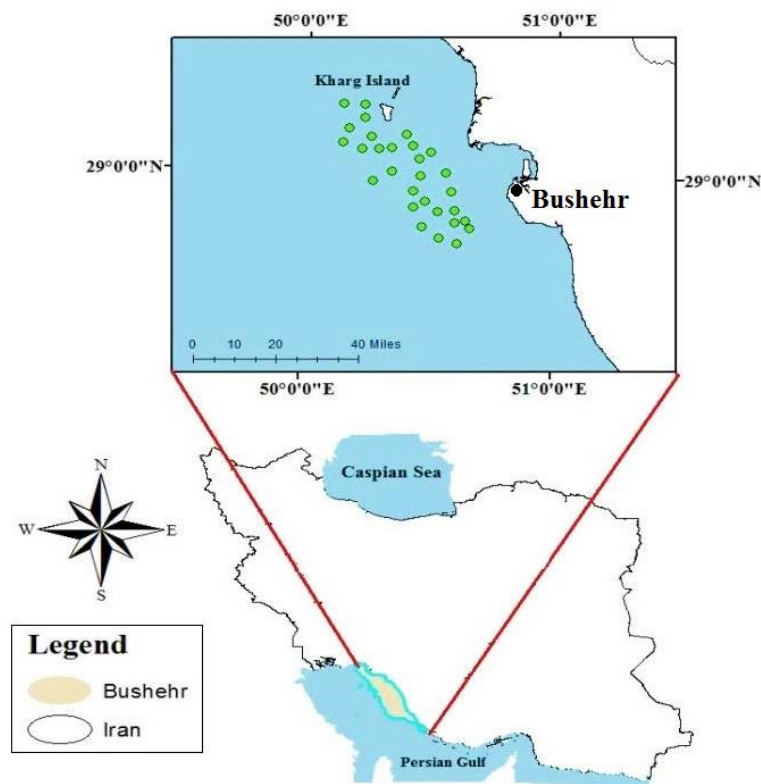 50°0'0"E 51°0'0"E
Kharg Island
29°0'0"N
29°0'0"N
Bushehr
0 10 20 40 Miles
50°0'0"E 51°0'0"E
Caspian Sea
N
W E
S
Legend
Bushehr
Iran
Persian Gulf